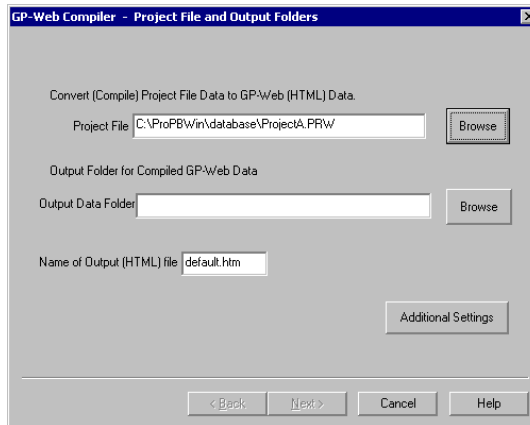 GP-Web Compiler - Project File and Output Folders
Convert (Compile) Project File Data to GP-Web (HTML) Data.
Project File C:\ProPBWin\database\ProjectA.PRW Browse
Output Folder for Compiled GP-Web Data
Output Data Folder Browse
Name of Output (HTML) file default.htm
Additional Settings
< Back Next > Cancel Help